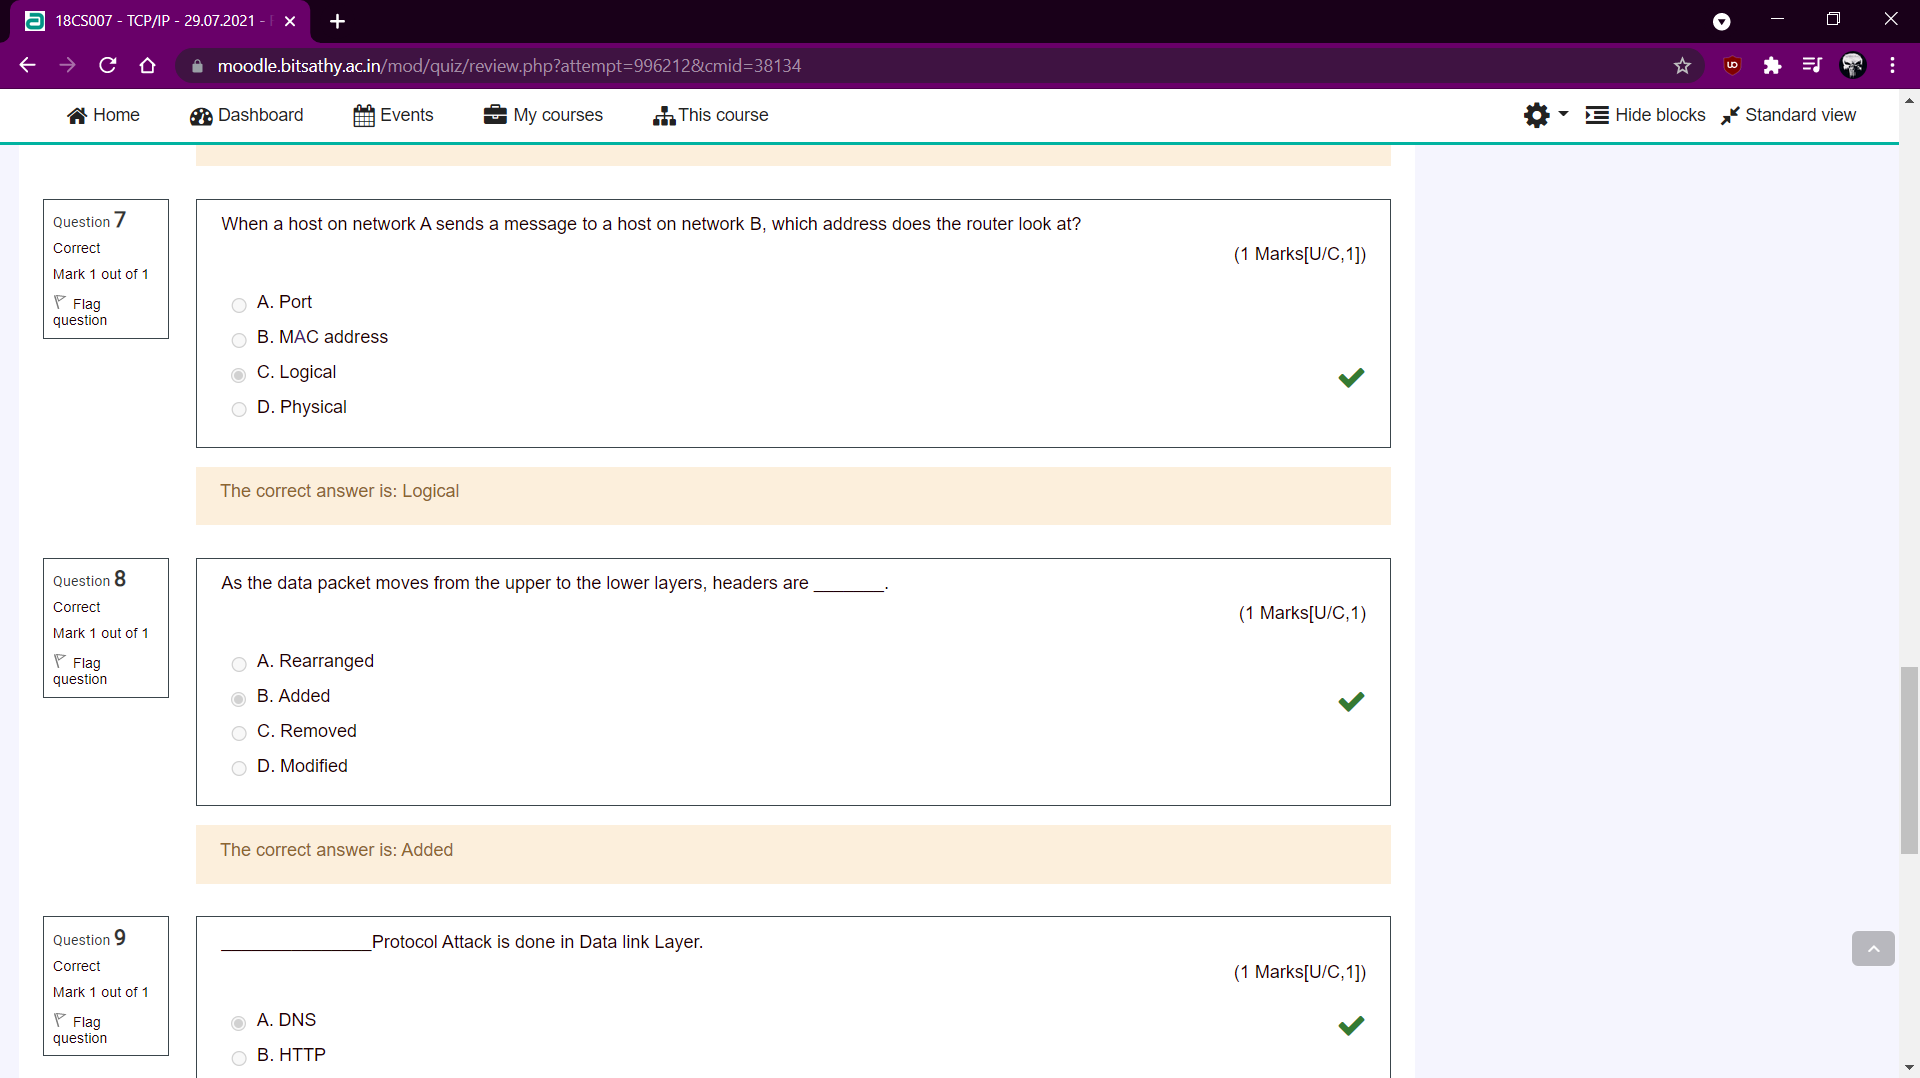 18CS007 - TCP/IP - 29.07.2021 -
moodle.bitsathy.ac.in/mod/quiz/review.php?attempt=996212&cmid=38134
Home Dashboard Events My courses This course Hide blocks Standard view
Question 7
Correct
Mark 1 out of 1
Flag question
When a host on network A sends a message to a host on network B, which address does the router look at?
(1 Marks[U/C,1])
A. Port
B. MAC address
C. Logical
D. Physical
The correct answer is: Logical
Question 8
Correct
Mark 1 out of 1
Flag question
As the data packet moves from the upper to the lower layers, headers are _______.
(1 Marks[U/C,1)
A. Rearranged
B. Added
C. Removed
D. Modified
The correct answer is: Added
Question 9
Correct
Mark 1 out of 1
Flag question
_______________Protocol Attack is done in Data link Layer.
(1 Marks[U/C,1])
A. DNS
B. HTTP